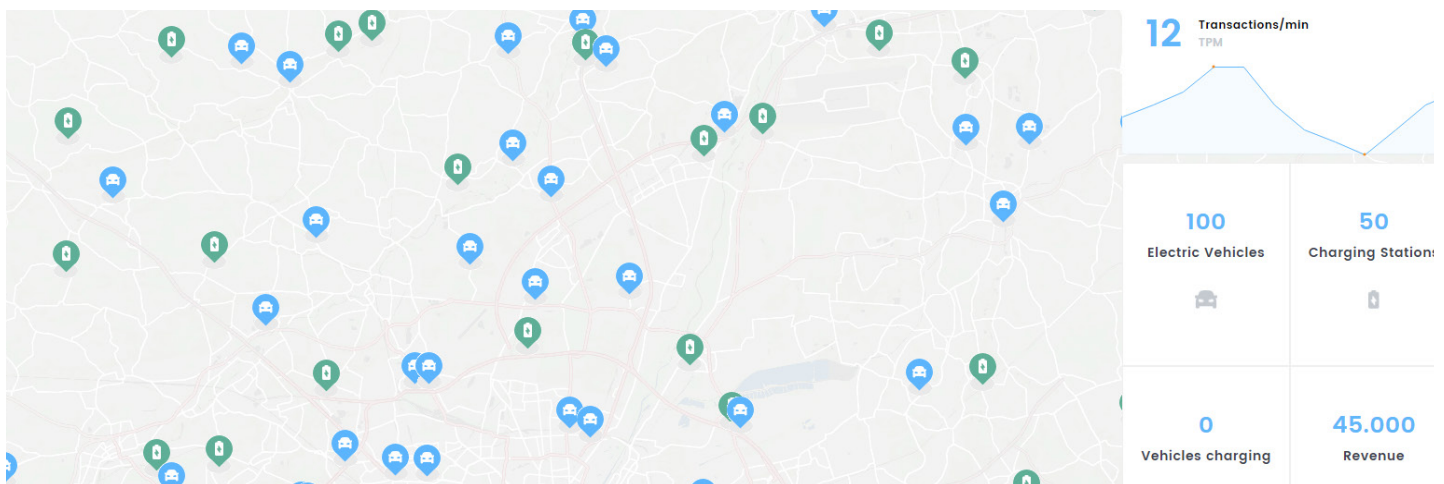 12
Transactions/min
TPM
100
Electric Vehicles
50
Charging Stations
0
Vehicles charging
45.000
Revenue